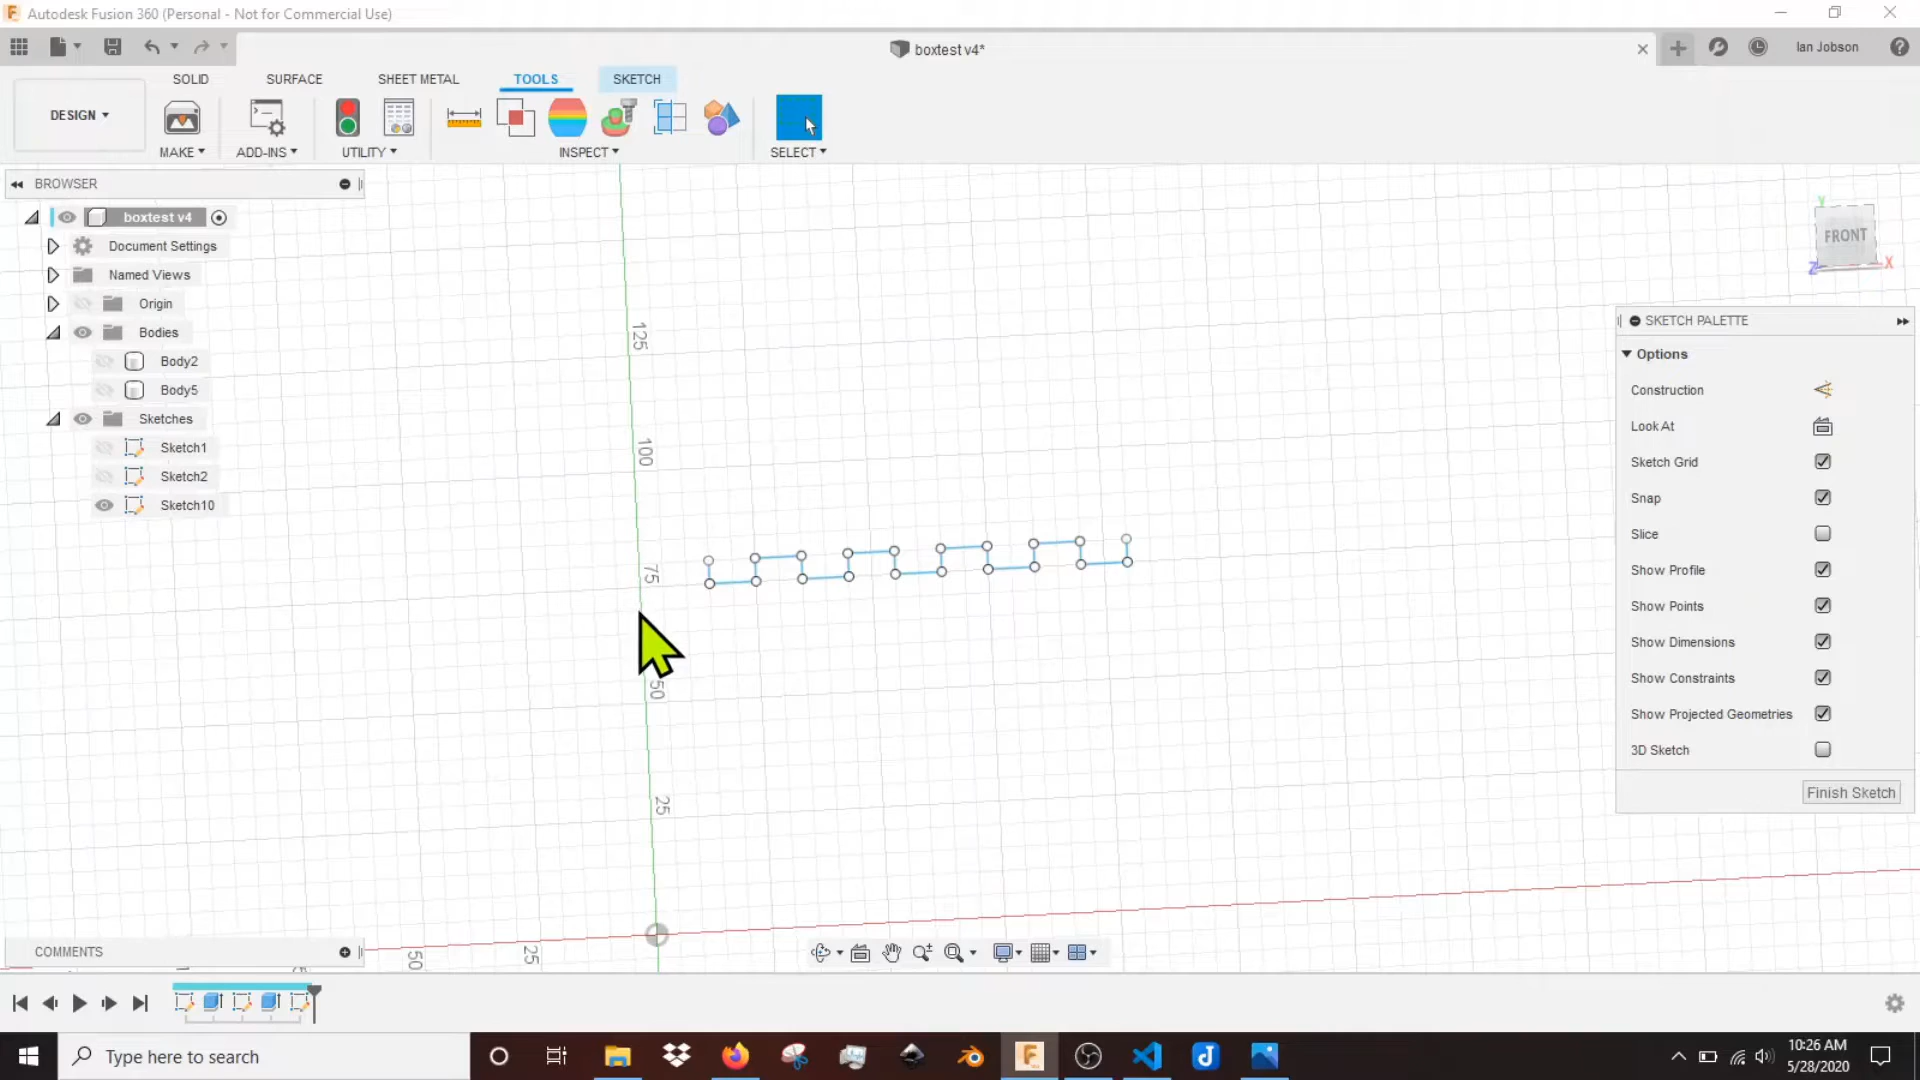 Autodesk Fusion 360 (Personal - Not for Commercial Use)
boxtest v4*
Ian Jobson
DESIGN
SOLID
SURFACE
SHEET METAL
TOOLS
SKETCH
MAKE
ADD-INS
UTILITY
INSPECT
SELECT
BROWSER
boxtest v4
Document Settings
Named Views
Origin
Bodies
Body2
Body5
Sketches
Sketch1
Sketch2
Sketch10
125
100
75
50
25
25
50
Y
FRONT
Z
X
SKETCH PALETTE
Options
Construction
Look At
Sketch Grid
Snap
Slice
Show Profile
Show Points
Show Dimensions
Show Constraints
Show Projected Geometries
3D Sketch
Finish Sketch
COMMENTS
Type here to search
10:26 AM
5/28/2020